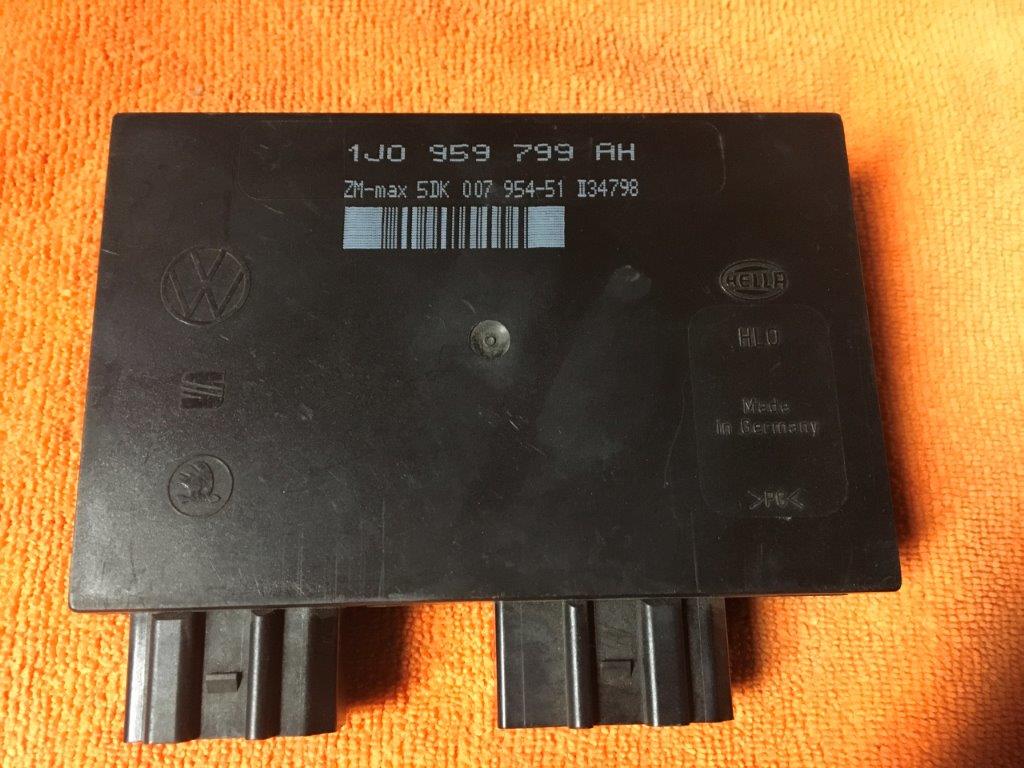 1J0 959 799 AH
ZM-max 5DK 007 954-51 II34798
HELLA
HLO
Made
in Germany
>PC<